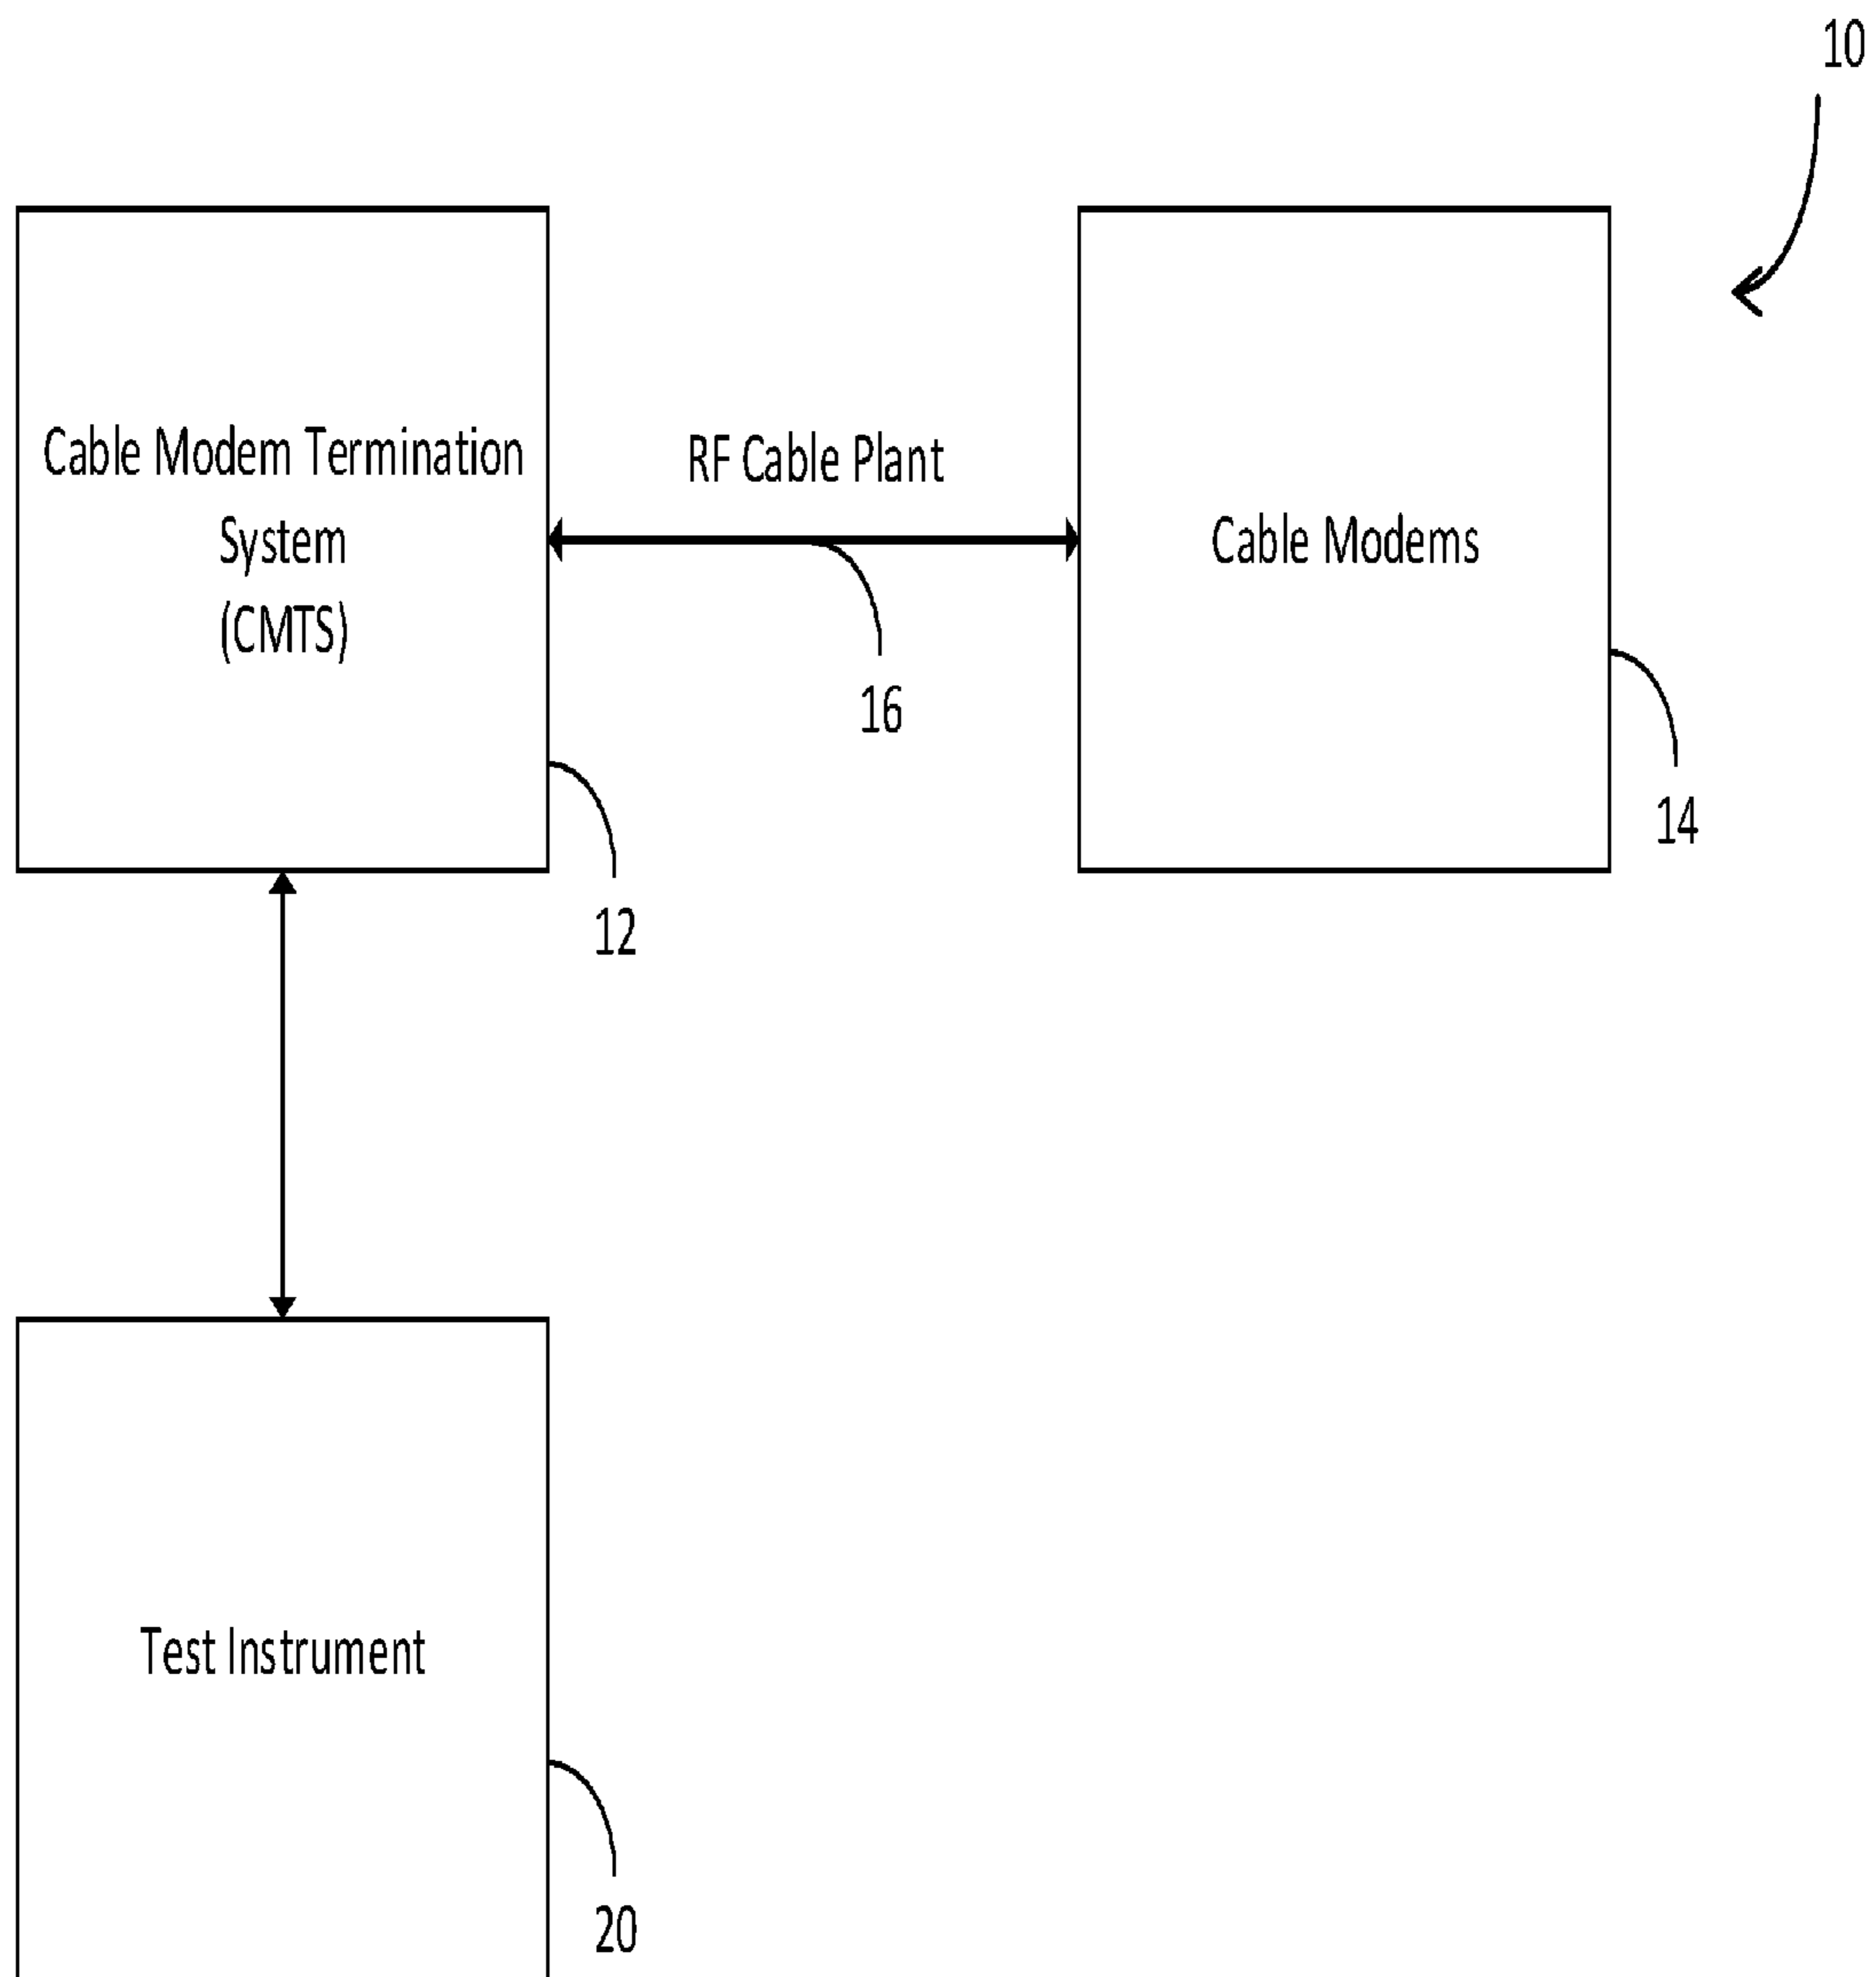 10
Cable Modem Termination
System
(CMTS)
RF Cable Plant
Cable Modems
16
14
12
Test Instrument
20